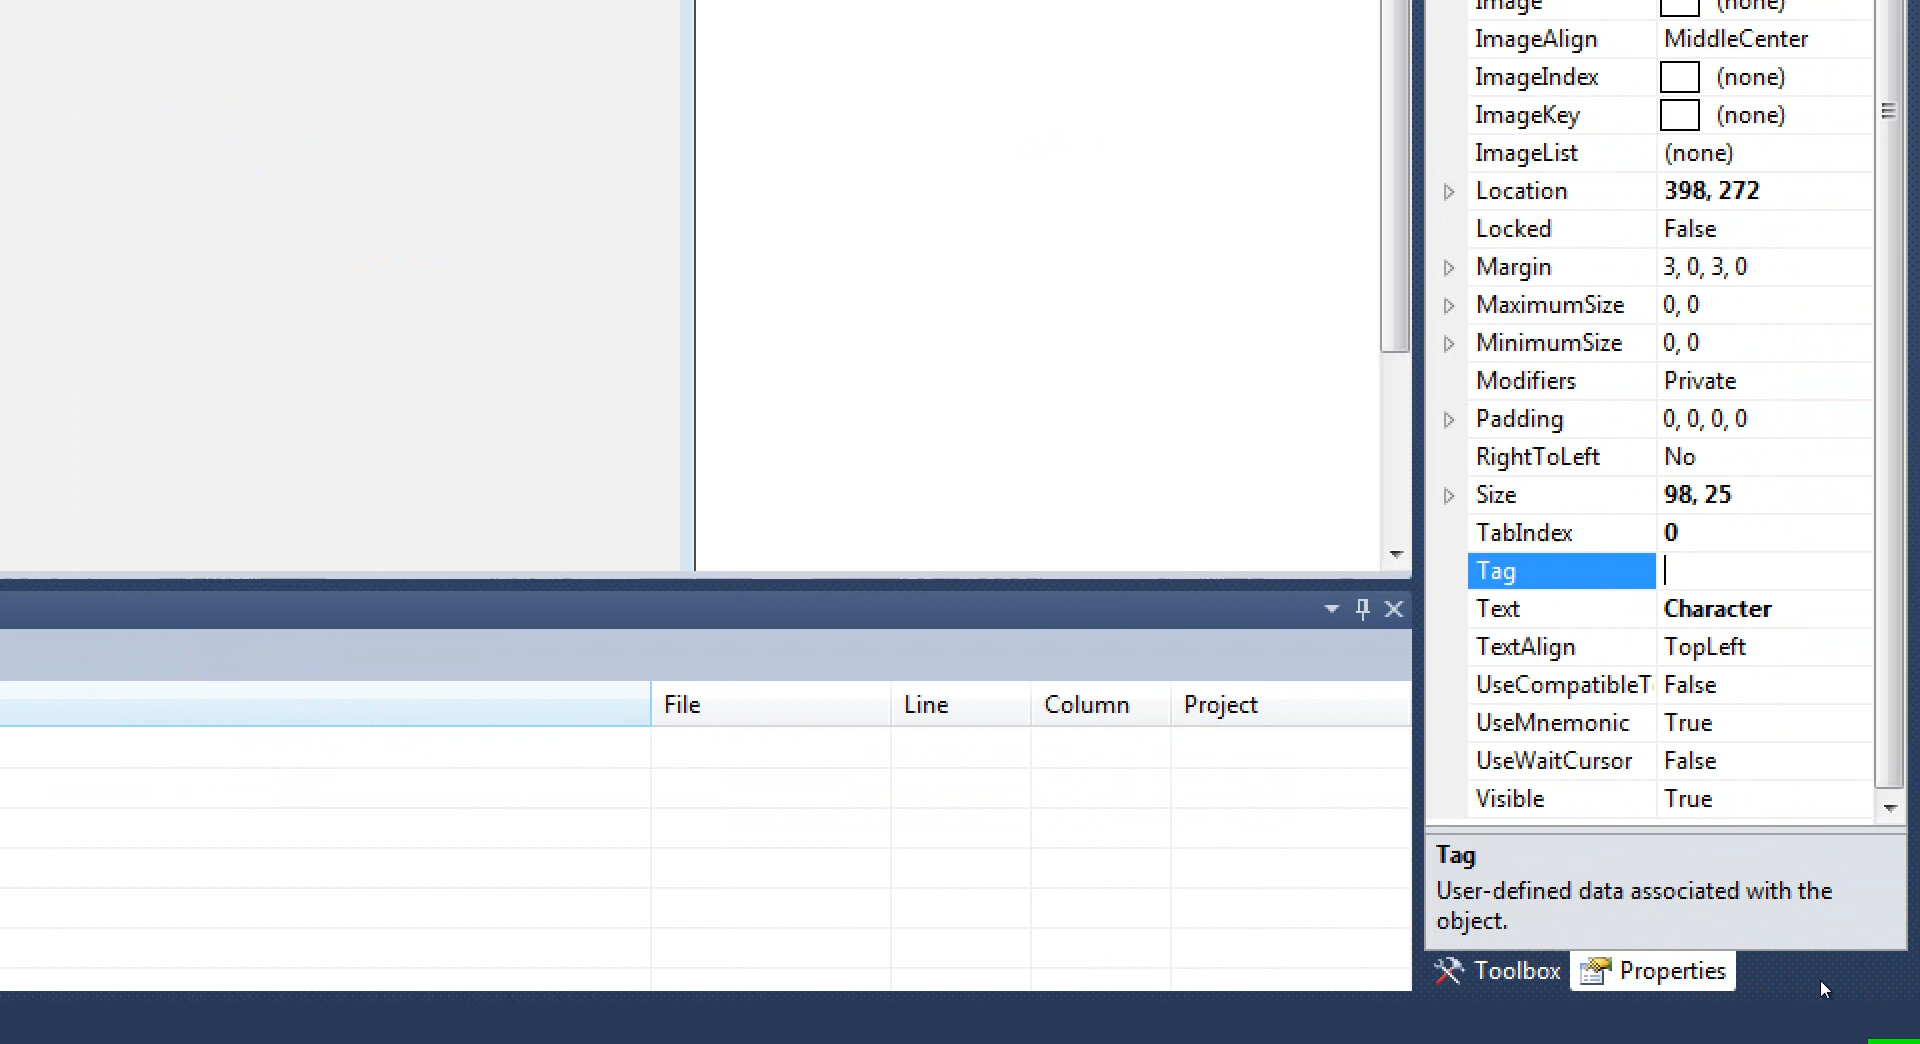 Image (none)
ImageAlign MiddleCenter
ImageIndex (none)
ImageKey (none)
ImageList (none)
Location 398, 272
Locked False
Margin 3, 0, 3, 0
MaximumSize 0, 0
MinimumSize 0, 0
Modifiers Private
Padding 0, 0, 0, 0
RightToLeft No
Size 98, 25
TabIndex 0
Tag
Text Character
TextAlign TopLeft
UseCompatibleT False
UseMnemonic True
UseWaitCursor False
Visible True
File Line Column Project
Tag
User-defined data associated with the
object.
Toolbox Properties